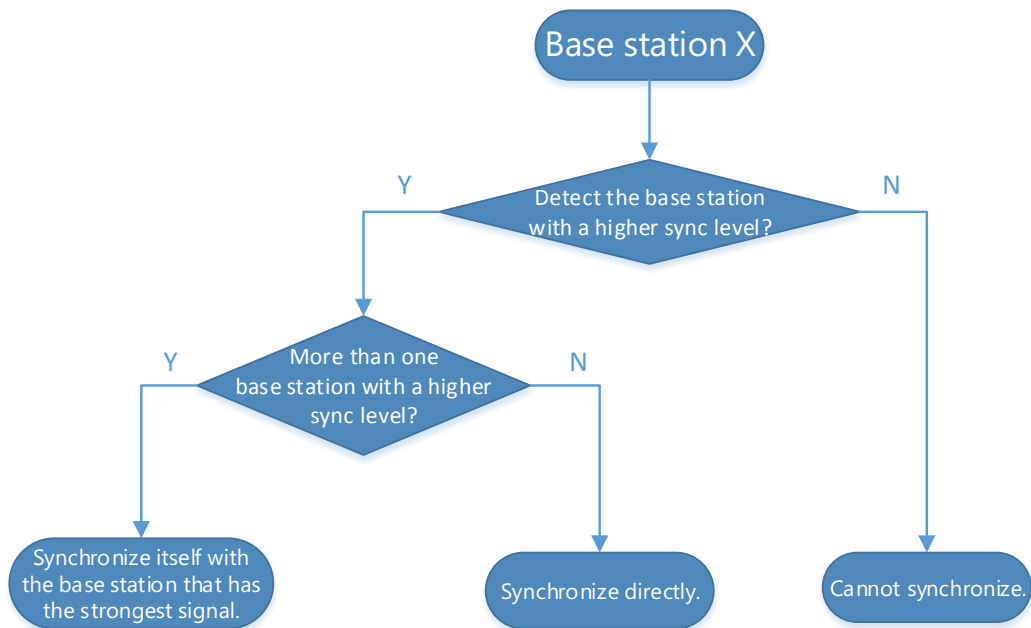 Base station X
Y
N
Detect the base station
with a higher sync level?
Y
N
More than one
base station with a higher
sync level?
Synchronize itself with
the base station that has
the strongest signal.
Synchronize directly.
Cannot synchronize.